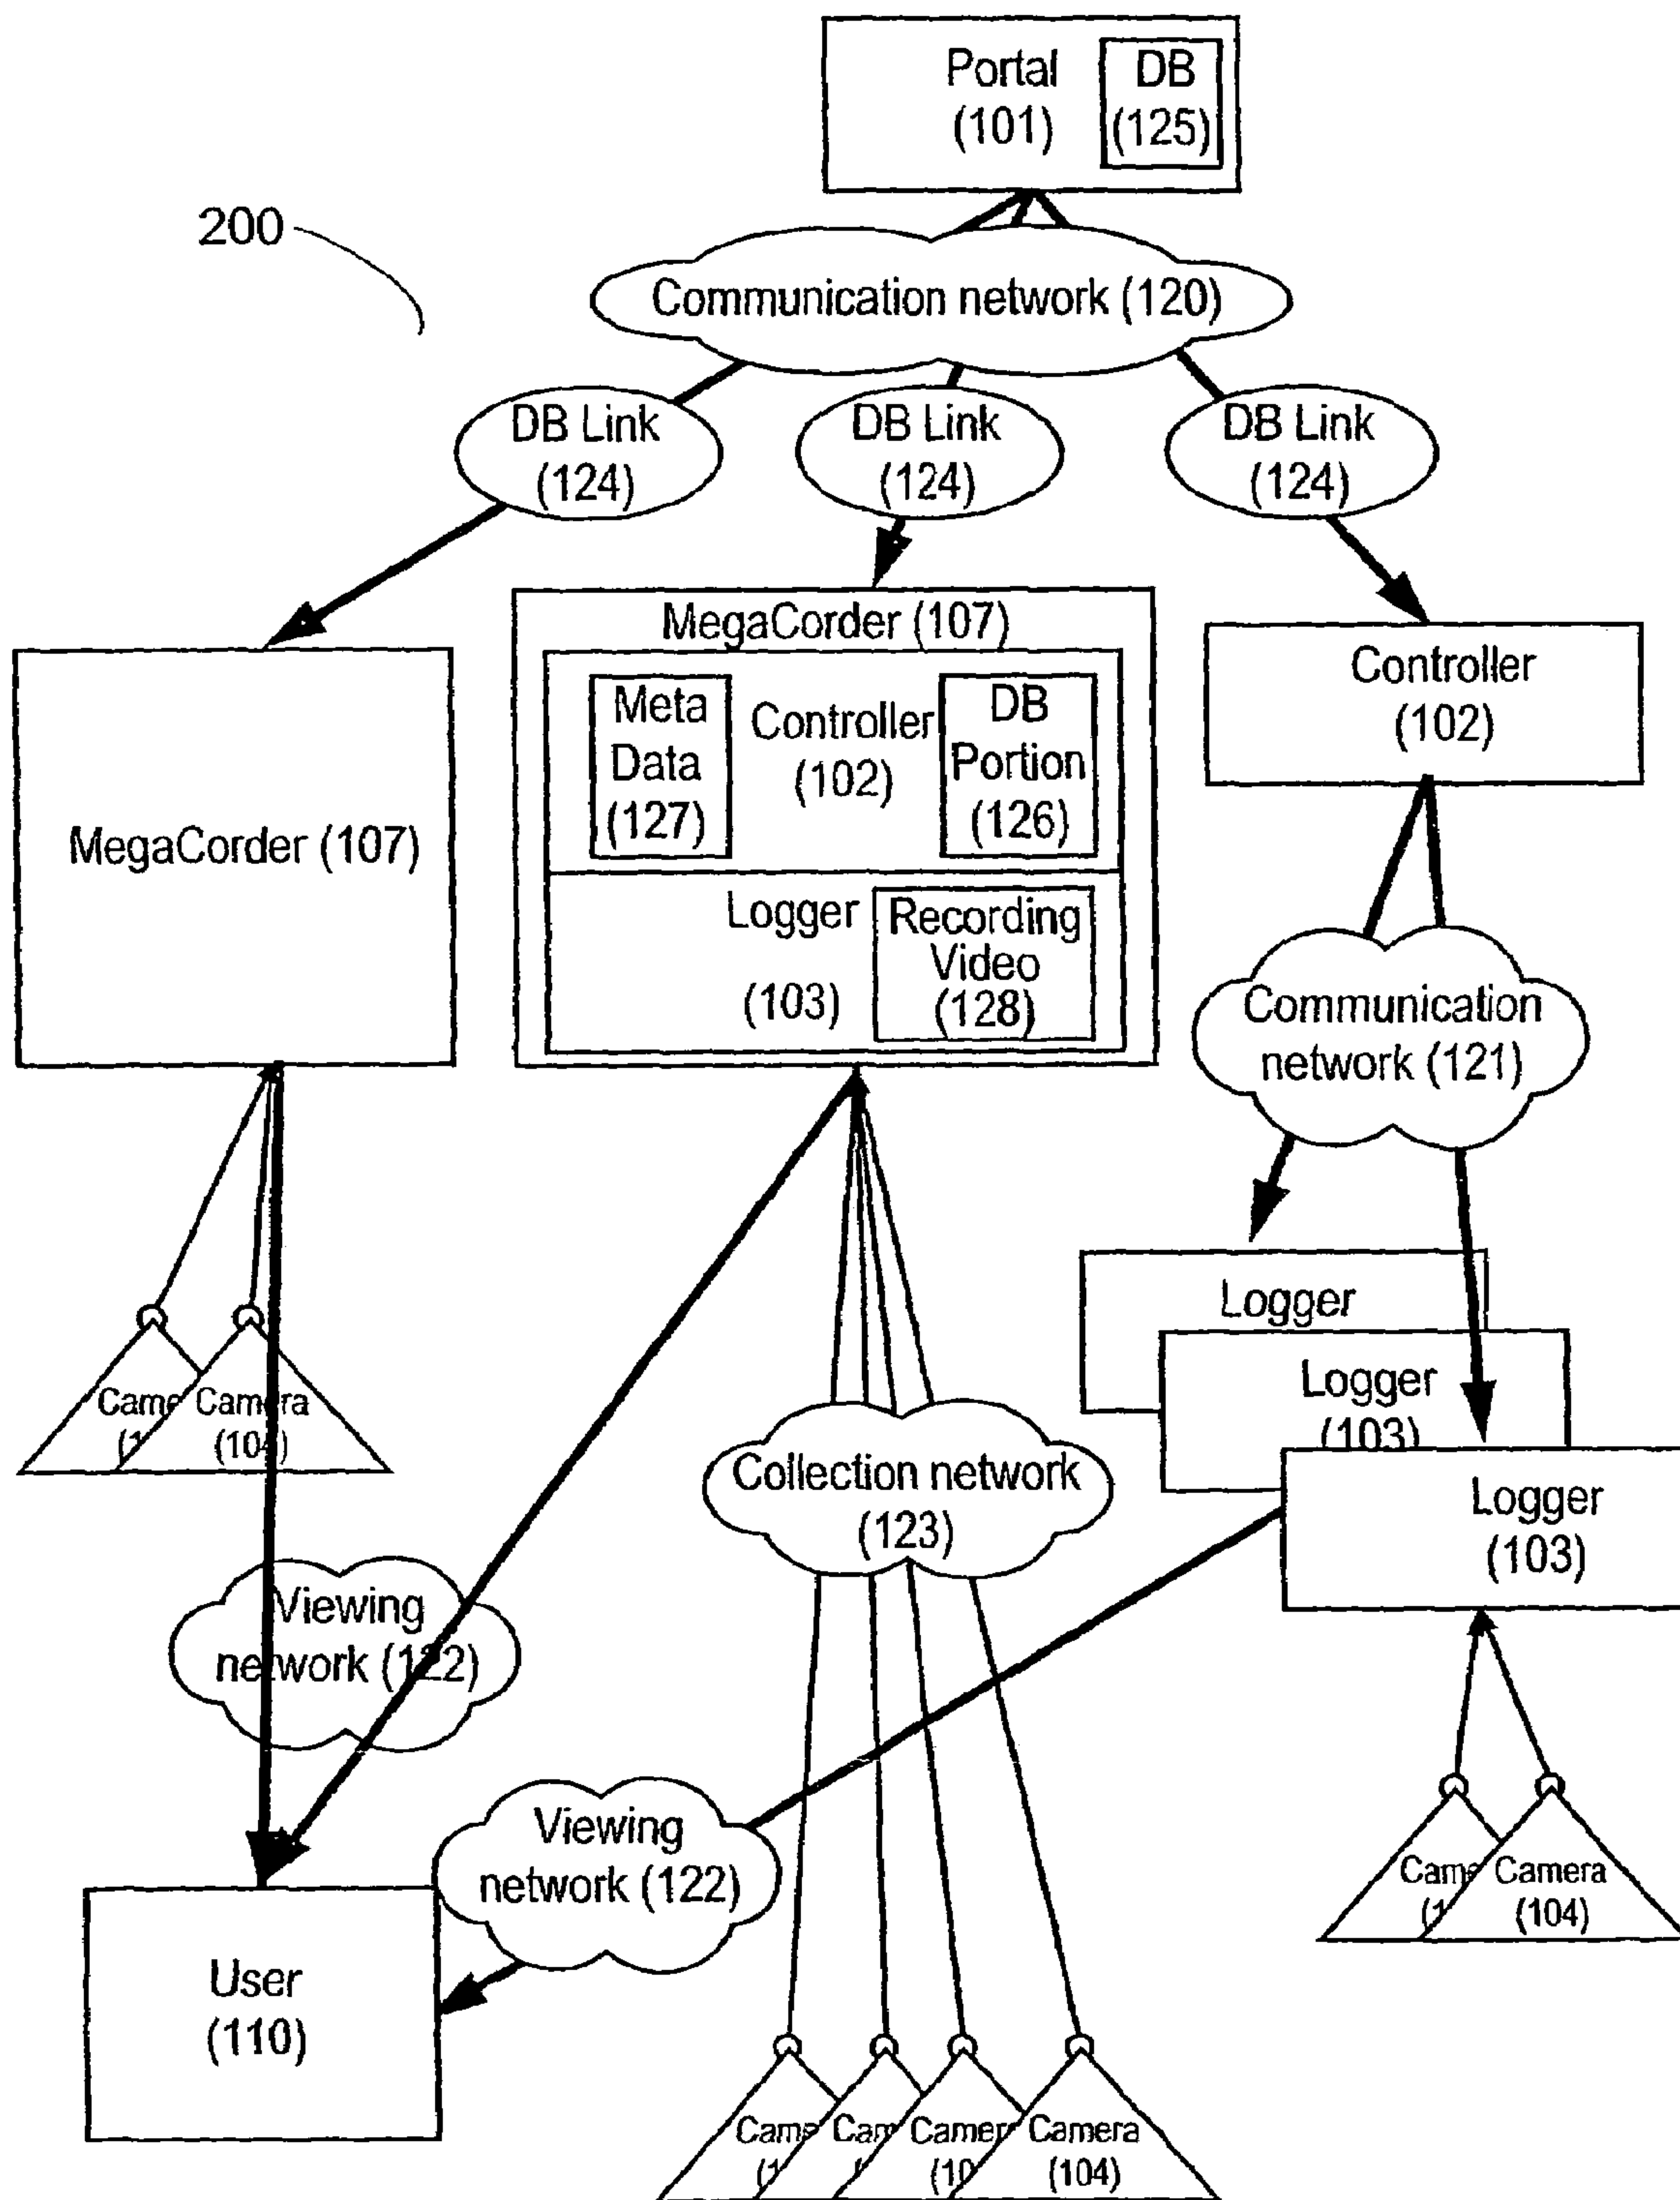 Portal
(101)
DB
(125)
200
Communication network (120)
DB Link
(124)
DB Link
(124)
DB Link
(124)
MegaCorder (107)
MegaCorder (107)
Meta
Data
(127)
Controller
(102)
DB
Portion
(126)
Logger
(103)
Recording
Video
(128)
Controller
(102)
Communication
network (121)
Logger
Logger
(103)
Logger
(103)
Camera
(104)
Collection network
(123)
Viewing
network (122)
Viewing
network (122)
User
(110)
Camera
(104)
Camera
(104)